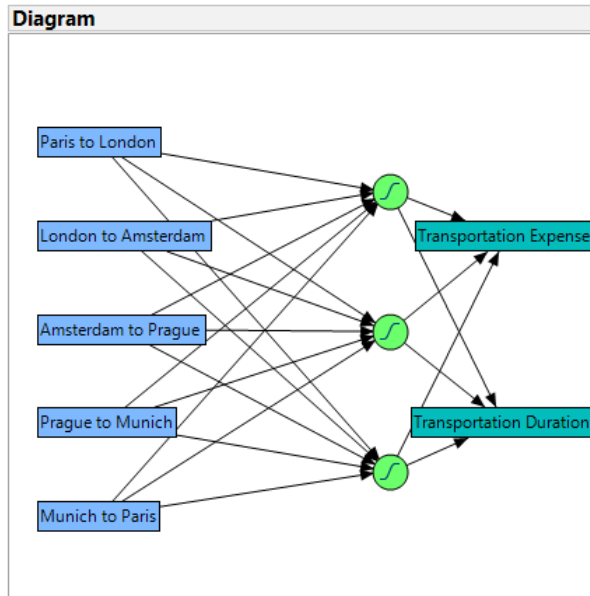 Diagram
Paris to London
London to Amsterdam
Transportation Expense
Amsterdam to Prague
Prague to Munich
Transportation Duration
Munich to Paris